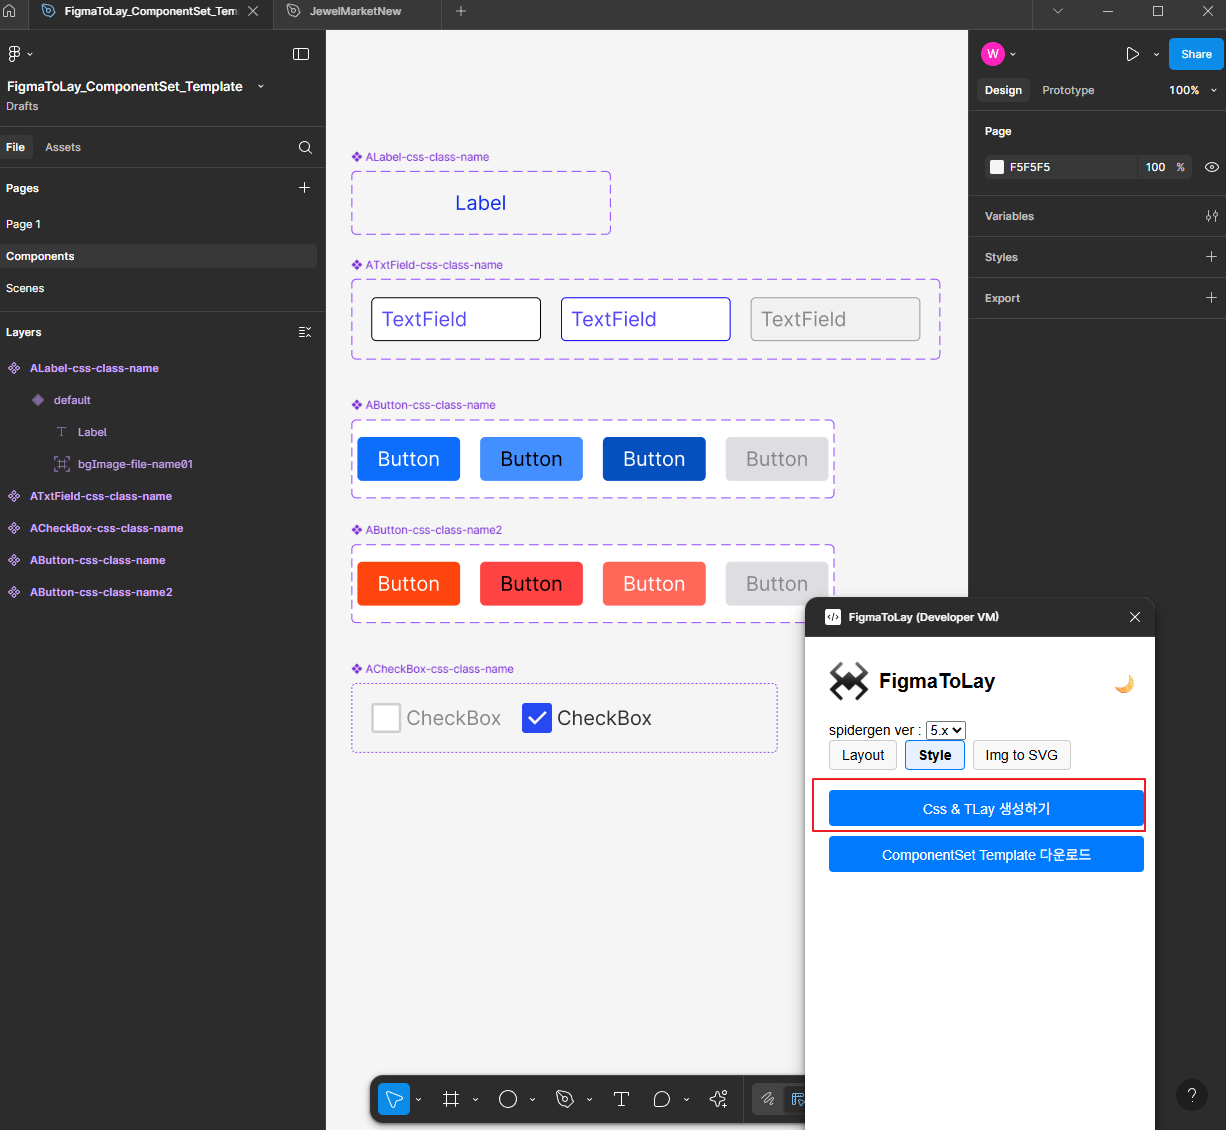 FigmaToLay_ComponentSet_Tem
JewelMarketNew
FigmaToLay_ComponentSet_Template
Drafts
File
Assets
Pages
Page 1
Components
Scenes
Layers
ALabel-css-class-name
default
Label
bgImage-file-name01
ATxtField-css-class-name
ACheckBox-css-class-name
AButton-css-class-name
AButton-css-class-name2
ALabel-css-class-name
Label
ATxtField-css-class-name
TextField TextField TextField
AButton-css-class-name
Button Button Button Button
AButton-css-class-name2
Button Button Button Button
ACheckBox-css-class-name
CheckBox CheckBox
W
Share
Design Prototype 100%
Page
F5F5F5 100 %
Variables
Styles
Export
FigmaToLay (Developer VM)
FigmaToLay
spidergen ver : 5.x
Layout Style Img to SVG
Css & TLay 생성하기
ComponentSet Template 다운로드
?